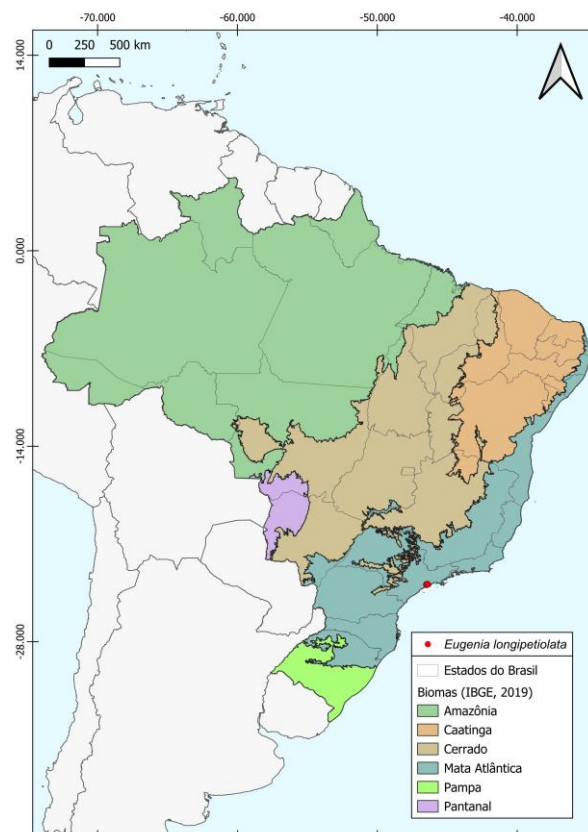 -70.000 -60.000 -50.000 -40.000
0 250 500 km
14.000
0.000
-14.000
-28.000
Eugenia longipetiolata
Estados do Brasil
Biomas (IBGE, 2019)
Amazônia
Caatinga
Cerrado
Mata Atlântica
Pampa
Pantanal